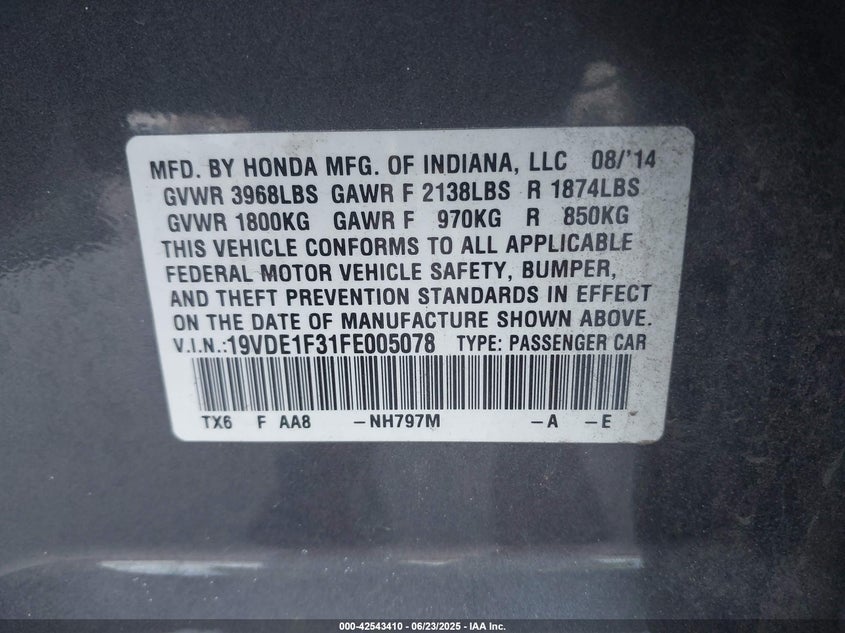 MFD. BY HONDA MFG. OF INDIANA, LLC 08/'14
GVWR 3968LBS GAWR F 2138LBS R 1874LBS
GVWR 1800KG GAWR F 970KG R 850KG
THIS VEHICLE CONFORMS TO ALL APPLICABLE
FEDERAL MOTOR VEHICLE SAFETY, BUMPER,
AND THEFT PREVENTION STANDARDS IN EFFECT
ON THE DATE OF MANUFACTURE SHOWN ABOVE.
V.I.N.:19VDE1F31FE005078 TYPE: PASSENGER CAR
TX6 F AA8 -NH797M -A -E
000-42543410 - 06/23/2025 - IAA Inc.